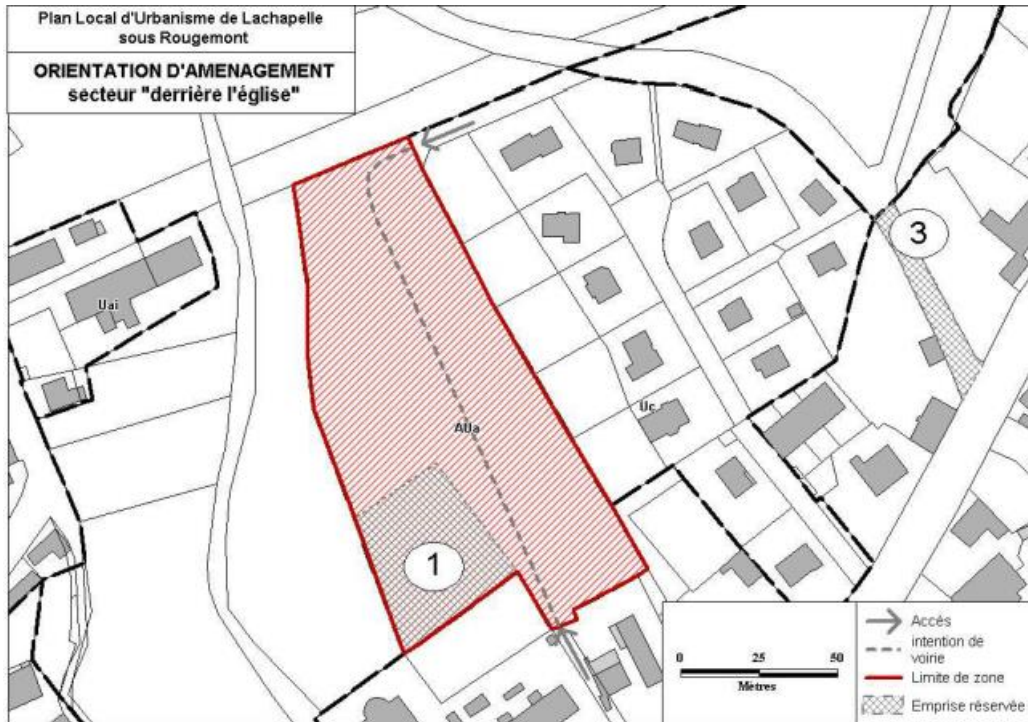 Plan Local d'Urbanisme de Lachapelle
sous Rougemont
ORIENTATION D'AMENAGEMENT
secteur "derrière l'église"
3
Uai
Uc
AUa
1
0 25 50
Mètres
Accès
intention de
voirie
Limite de zone
Emprise réservée